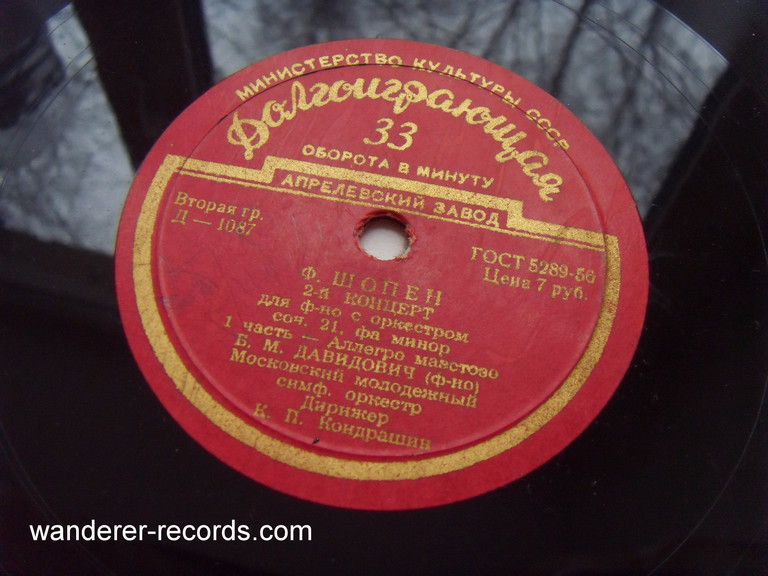 МИНИСТЕРСТВО КУЛЬТУРЫ СССР
Долгоиграющая
33
ОБОРОТА В МИНУТУ
АПРЕЛЕВСКИЙ ЗАВОД
Вторая гр.
Д — 1087
ГОСТ 5289-56
Цена 7 руб.
Ф. ШОПЕН
2-й КОНЦЕРТ
для ф-но с оркестром
соч. 21, фа минор
1 часть — Аллегро маэстозо
Б. М. ДАВИДОВИЧ (ф-но)
Московский молодежный
симф. оркестр
Дирижер
К. П. Кондрашин
wanderer-records.com